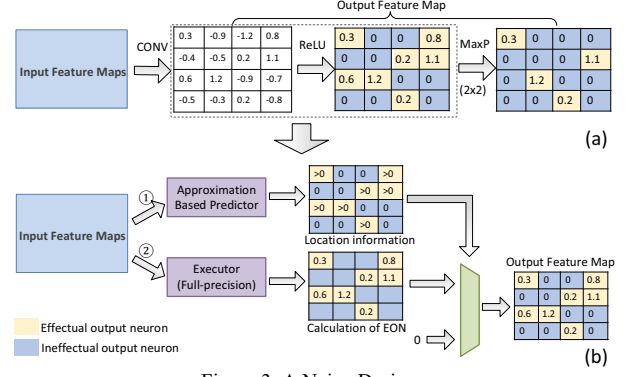 Output Feature Map
Input Feature Maps
CONV
0.3 -0.9 -1.2 0.8
-0.4 -0.5 0.2 1.1
0.6 1.2 -0.9 -0.7
-0.5 -0.3 0.2 -0.8
ReLU
0.3 0 0 0.8
0 0 0.2 1.1
0.6 1.2 0 0
0 0 0.2 0
MaxP
(2x2)
0.3 0 0 0
0 0 0 1.1
0 1.2 0 0
0 0 0.2 0
(a)
Input Feature Maps
①
Approximation
Based Predictor
>0 0 0 >0
0 0 >0 >0
>0 >0 0 0
0 0 >0 0
Location information
②
Executor
(Full-precision)
0.3 0.8
0.2 1.1
0.6 1.2
0.2
Calculation of EON
0
Output Feature Map
0.3 0 0 0.8
0 0 0.2 1.1
0.6 1.2 0 0
0 0 0.2 0
Effectual output neuron
Ineffectual output neuron
(b)